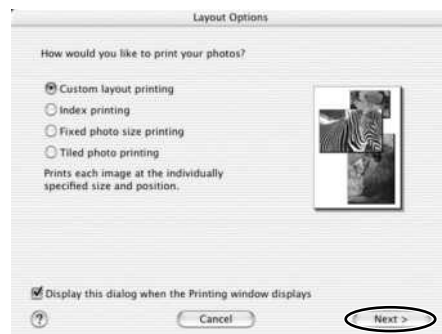 Layout Options
How would you like to print your photos?
Custom layout printing
Index printing
Fixed photo size printing
Tiled photo printing
Prints each image at the individually
specified size and position.
Display this dialog when the Printing window displays
? Cancel Next >